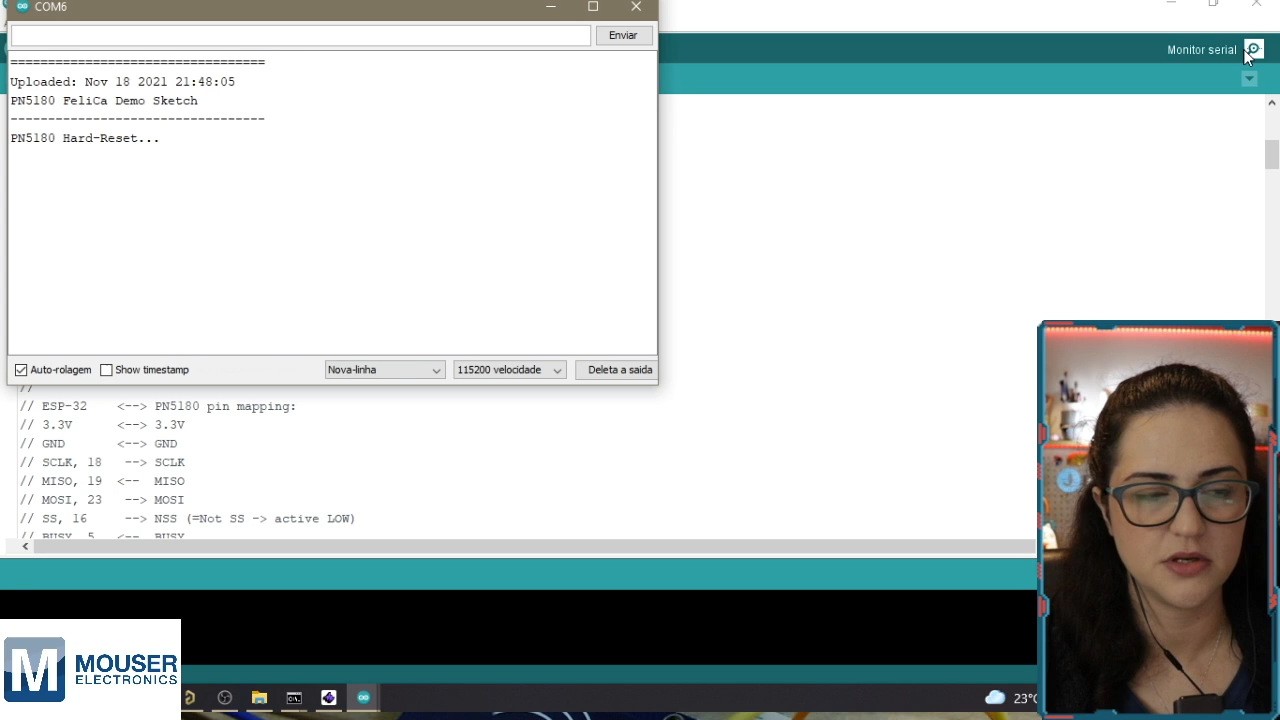 COM6
Enviar
==================================
Uploaded: Nov 18 2021 21:48:05
PN5180 FeliCa Demo Sketch
----------------------------------
PN5180 Hard-Reset...
Auto-rolagem Show timestamp Nova-linha 115200 velocidade Deleta a saida
Monitor serial
//
// ESP-32 <--> PN5180 pin mapping:
// 3.3V <--> 3.3V
// GND <--> GND
// SCLK, 18 --> SCLK
// MISO, 19 <-- MISO
// MOSI, 23 --> MOSI
// SS, 16 --> NSS (=Not SS -> active LOW)
// BUSY, 5 <-- BUSY
M MOUSER
ELECTRONICS
23°C